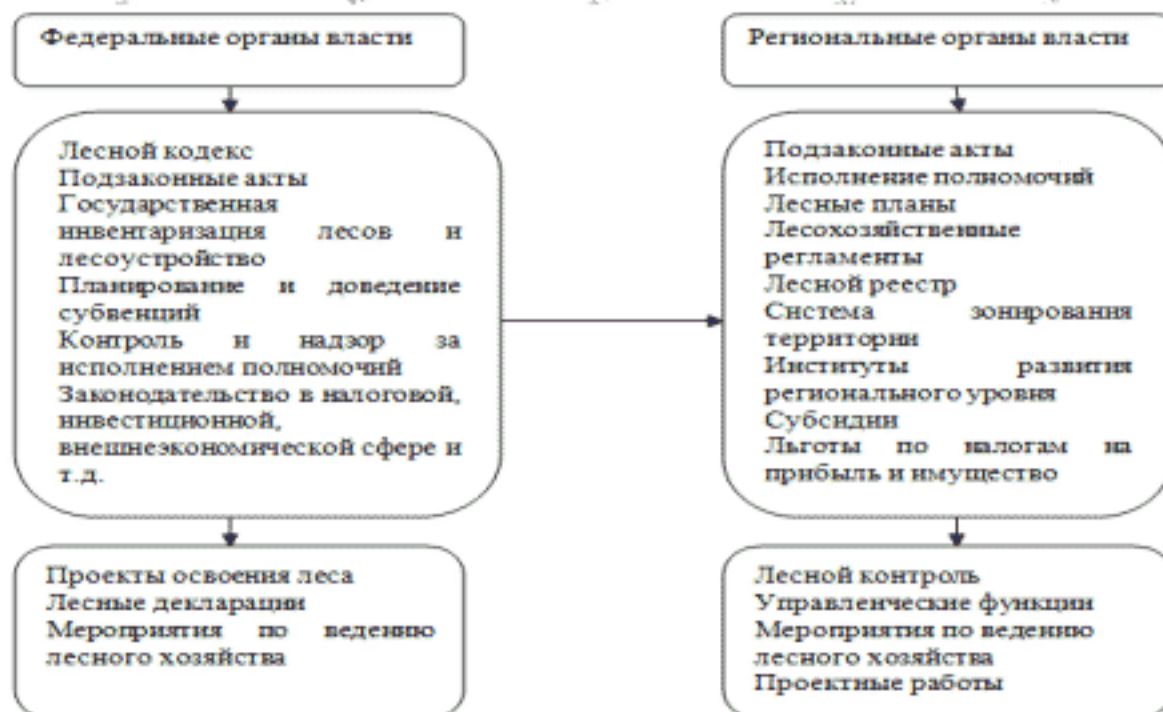 Федеральные органы власти
Лесной кодекс
Подзаконные акты
Государственная
инвентаризация лесов и
лесоустройство
Планирование и доведение
субвенций
Контроль и надзор за
исполнением полномочий
Законодательство в налоговой,
инвестиционной,
внешнеэкономической сфере и
т.д.
Проекты освоения леса
Лесные декларации
Мероприятия по ведению
лесного хозяйства
Региональные органы власти
Подзаконные акты
Исполнение полномочий
Лесные планы
Лесохозяйственные
регламенты
Лесной реестр
Система зонирования
территории
Институты развития
регионального уровня
Субсидии
Льготы по налогам на
прибыль и имущество
Лесной контроль
Управленческие функции
Мероприятия по ведению
лесного хозяйства
Проектные работы